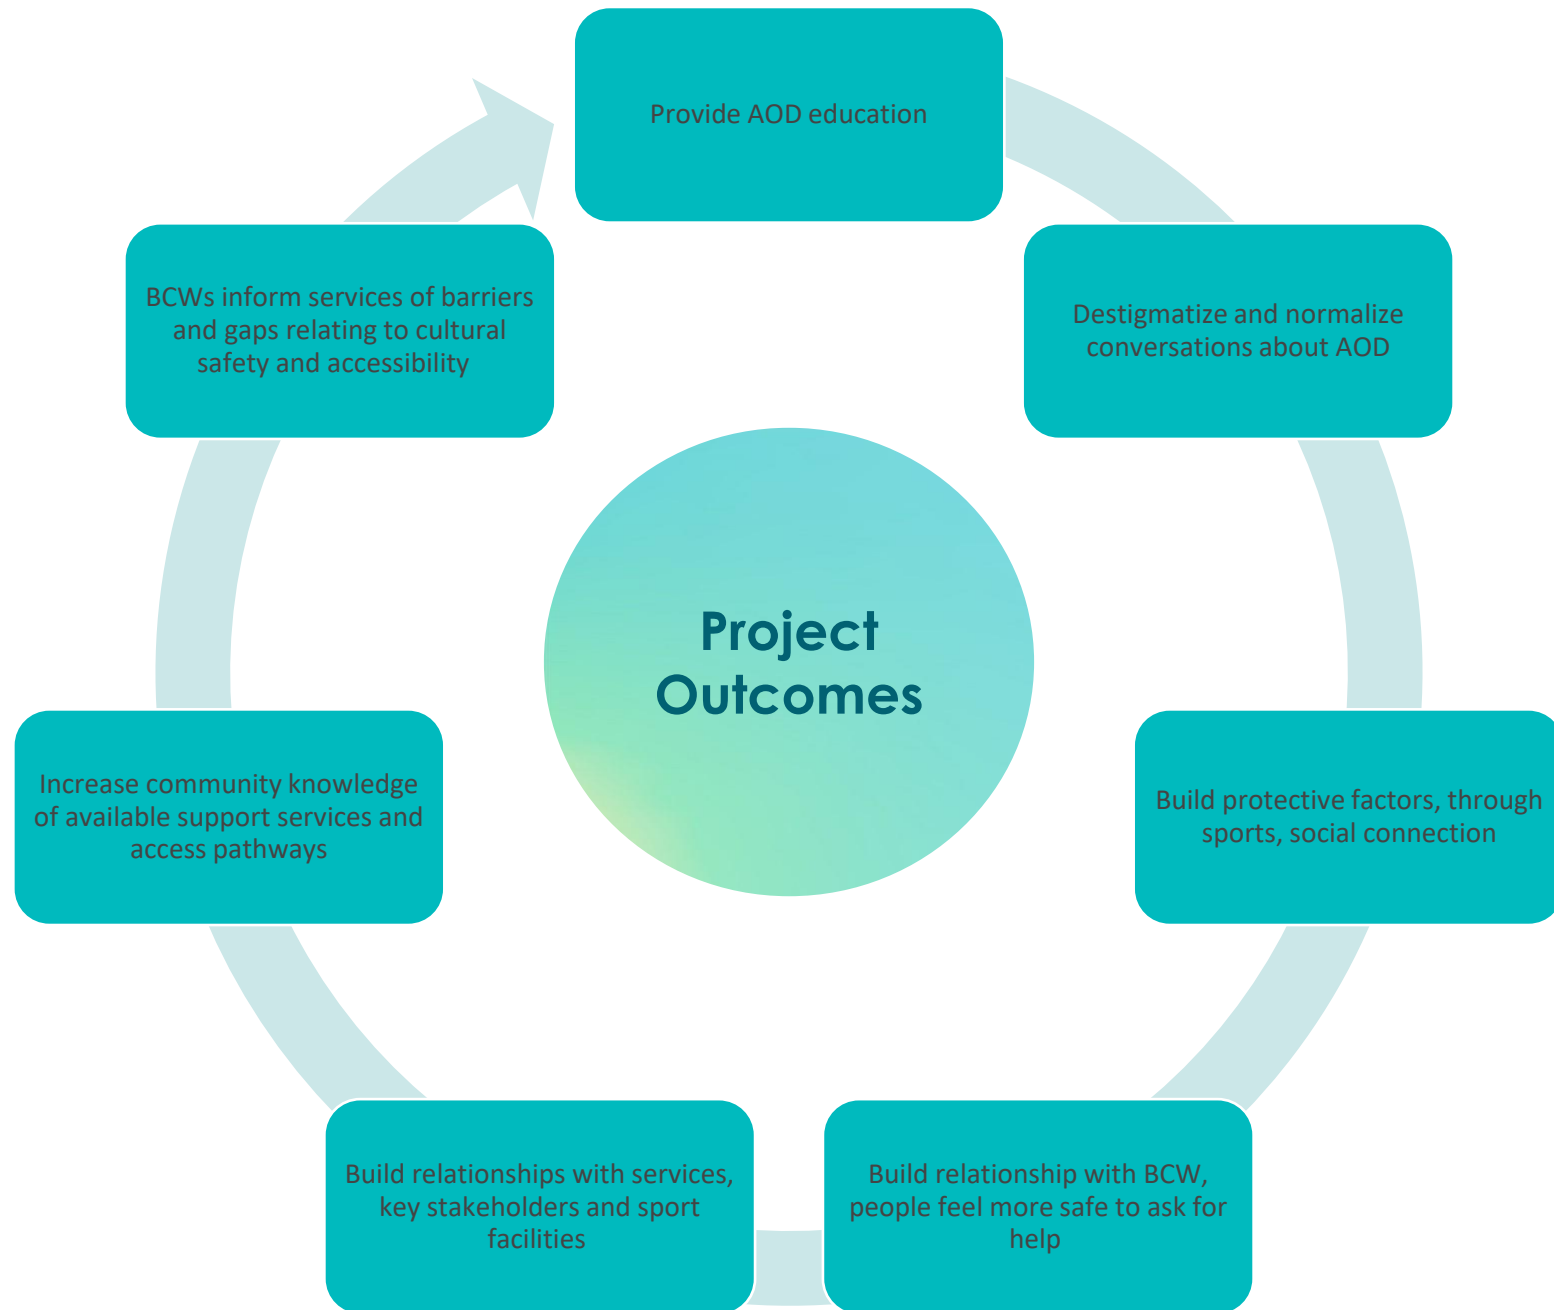 Provide AOD education
Destigmatize and normalize
conversations about AOD
Build protective factors, through
sports, social connection
Build relationship with BCW,
people feel more safe to ask for
help
Build relationships with services,
key stakeholders and sport
facilities
Increase community knowledge
of available support services and
access pathways
BCWs inform services of barriers
and gaps relating to cultural
safety and accessibility
Project
Outcomes